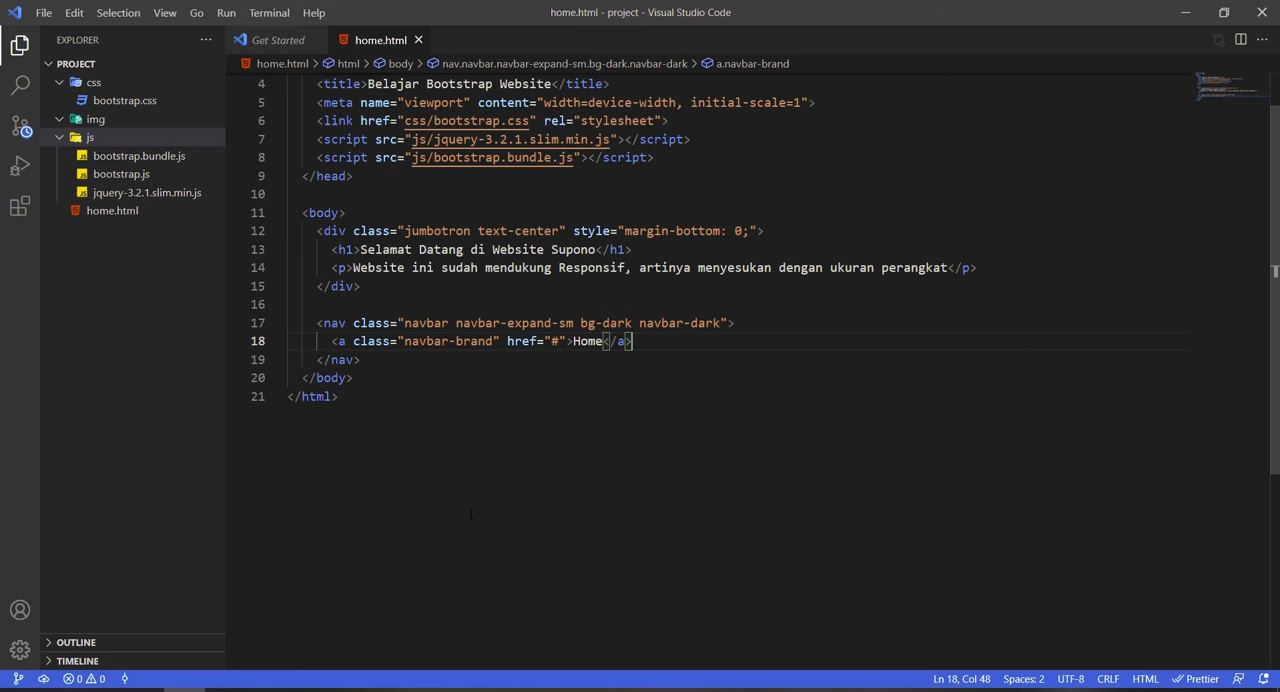 File Edit Selection View Go Run Terminal Help home.html - project - Visual Studio Code
EXPLORER
Get Started
home.html
home.html > html > body > nav.navbar.navbar-expand-sm.bg-dark.navbar-dark > a.navbar-brand
PROJECT
css
bootstrap.css
img
js
bootstrap.bundle.js
bootstrap.js
jquery-3.2.1.slim.min.js
home.html
OUTLINE
TIMELINE
4 <title>Belajar Bootstrap Website</title>
5 <meta name="viewport" content="width=device-width, initial-scale=1">
6 <link href="css/bootstrap.css" rel="stylesheet">
7 <script src="js/jquery-3.2.1.slim.min.js"></script>
8 <script src="js/bootstrap.bundle.js"></script>
9 </head>
10
11 <body>
12 <div class="jumbotron text-center" style="margin-bottom: 0;">
13 <h1>Selamat Datang di Website Supono</h1>
14 <p>Website ini sudah mendukung Responsif, artinya menyesukan dengan ukuran perangkat</p>
15 </div>
16
17 <nav class="navbar navbar-expand-sm bg-dark navbar-dark">
18 <a class="navbar-brand" href="#">Home</a>
19 </nav>
20 </body>
21 </html>
0 0
Ln 18, Col 48 Spaces: 2 UTF-8 CRLF HTML Prettier